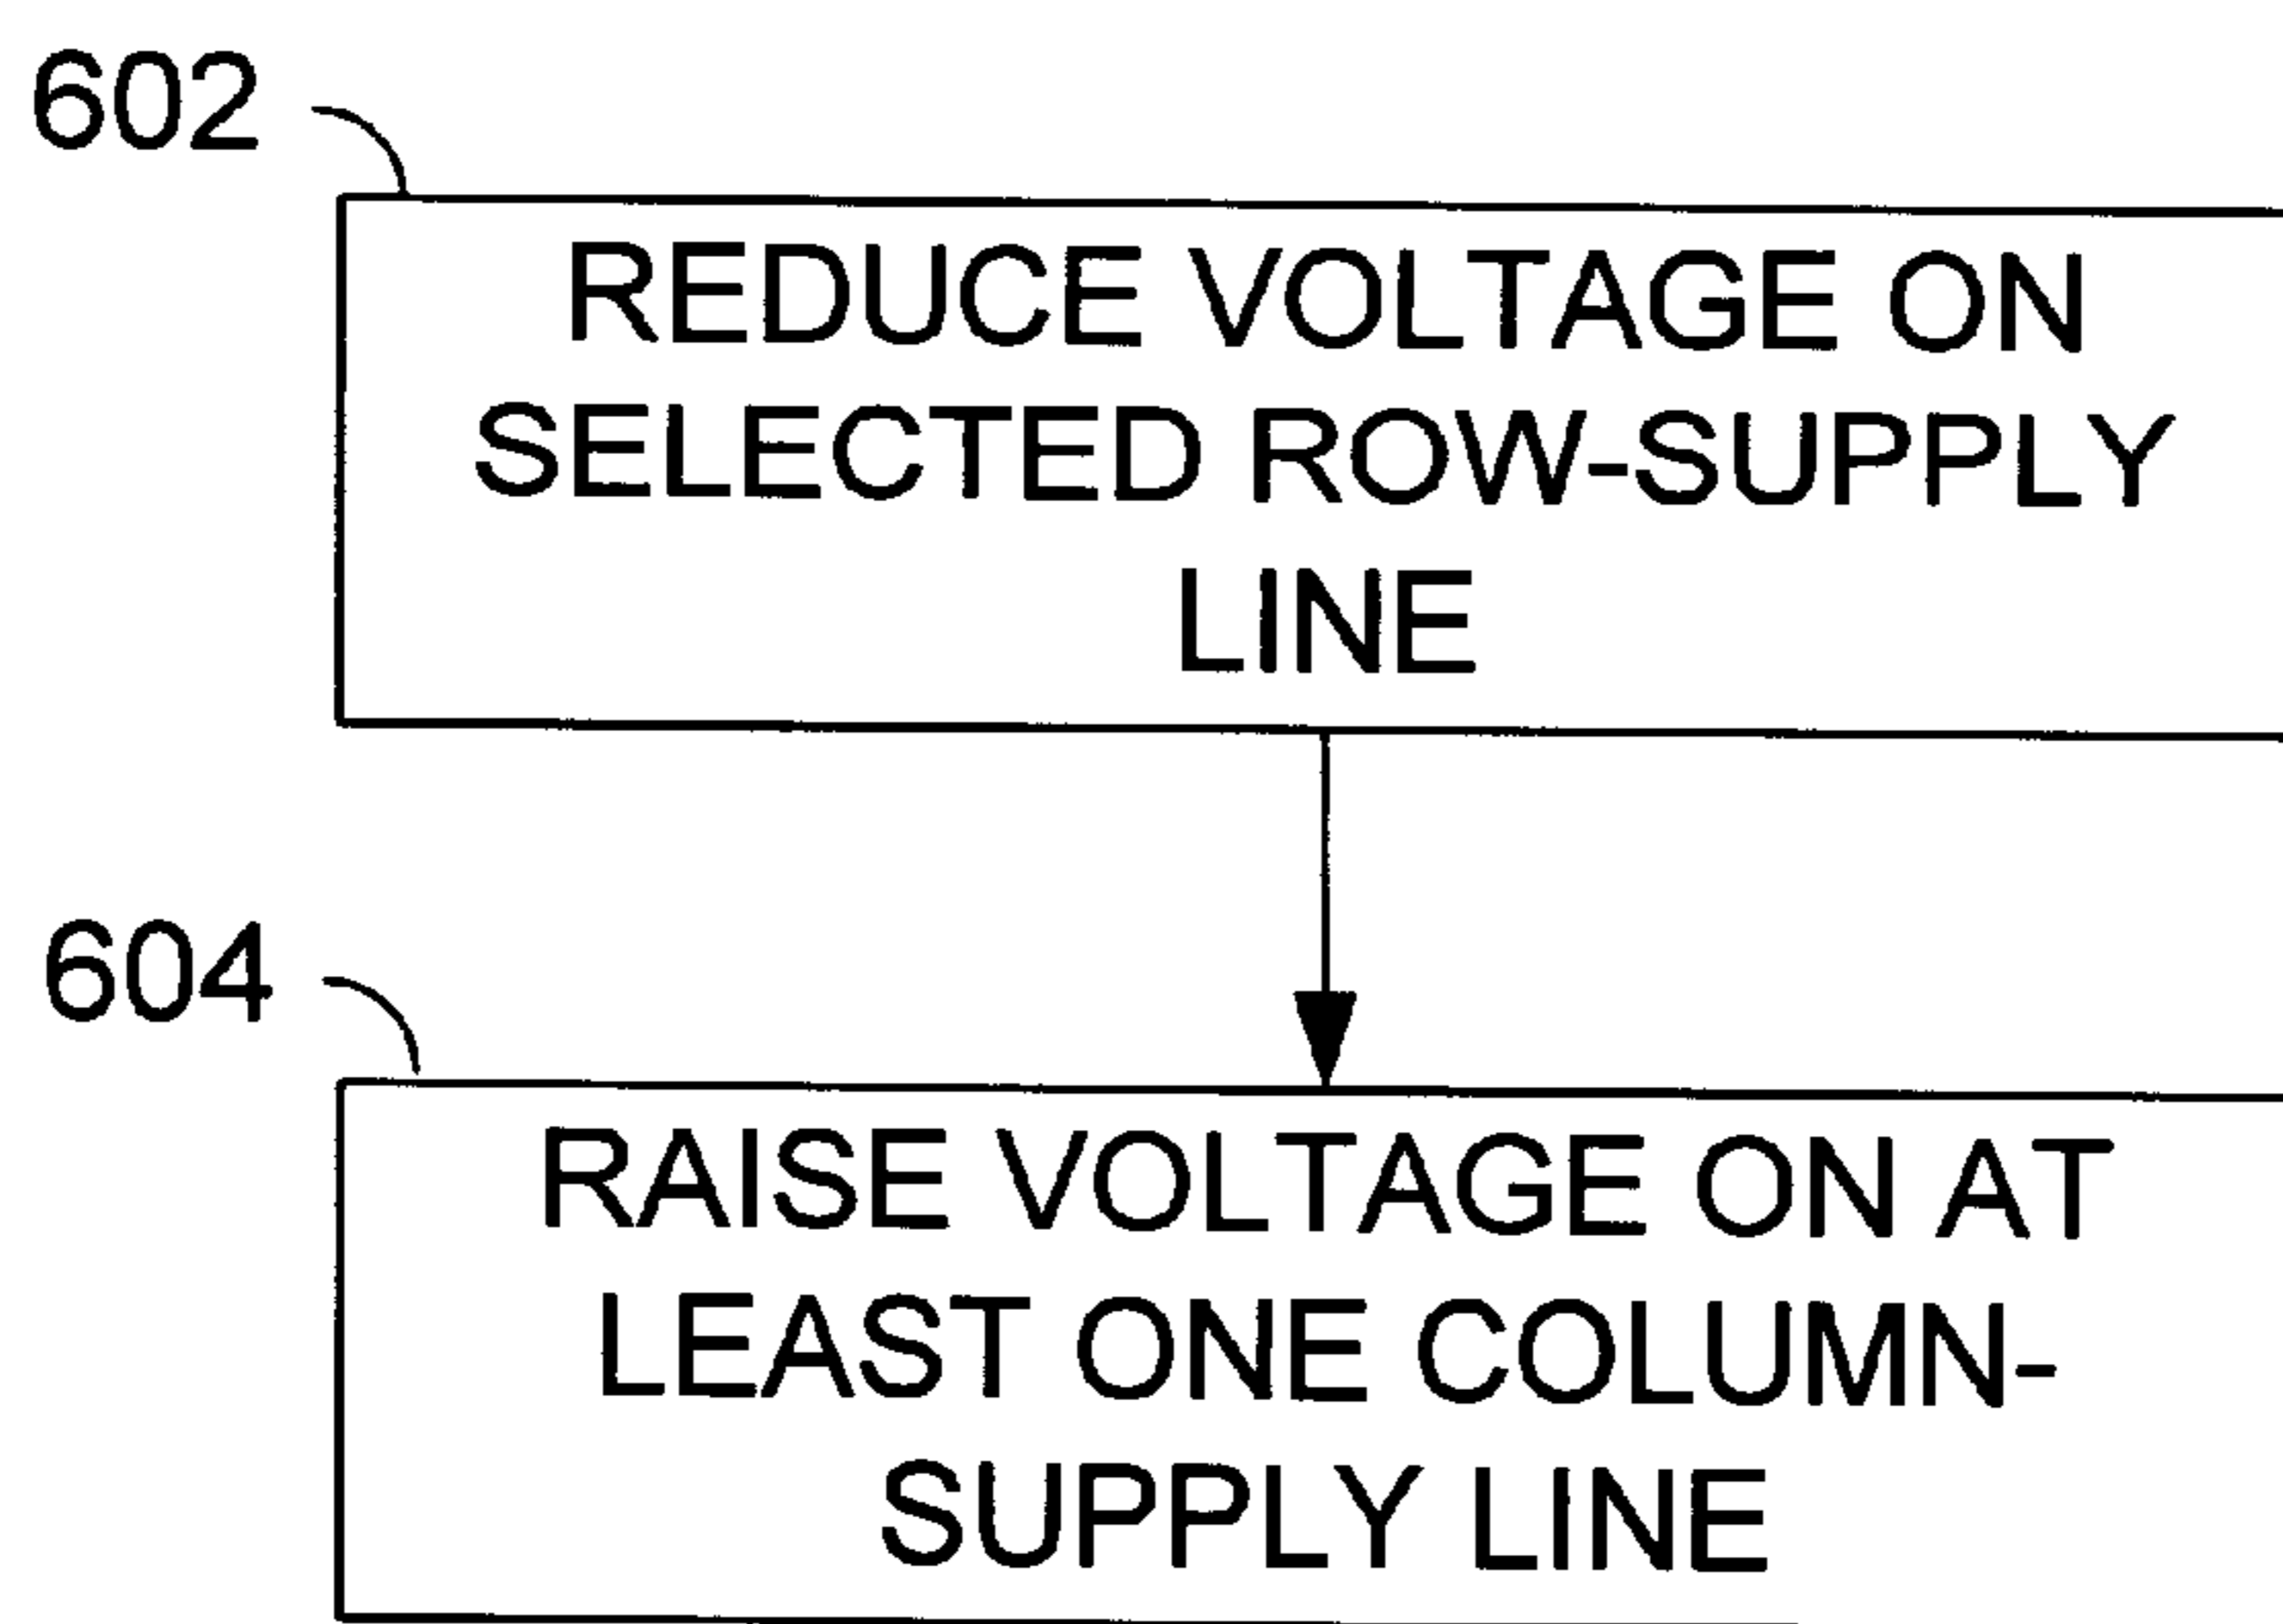 602
REDUCE VOLTAGE ON
SELECTED ROW-SUPPLY
LINE
604
RAISE VOLTAGE ON AT
LEAST ONE COLUMN-
SUPPLY LINE